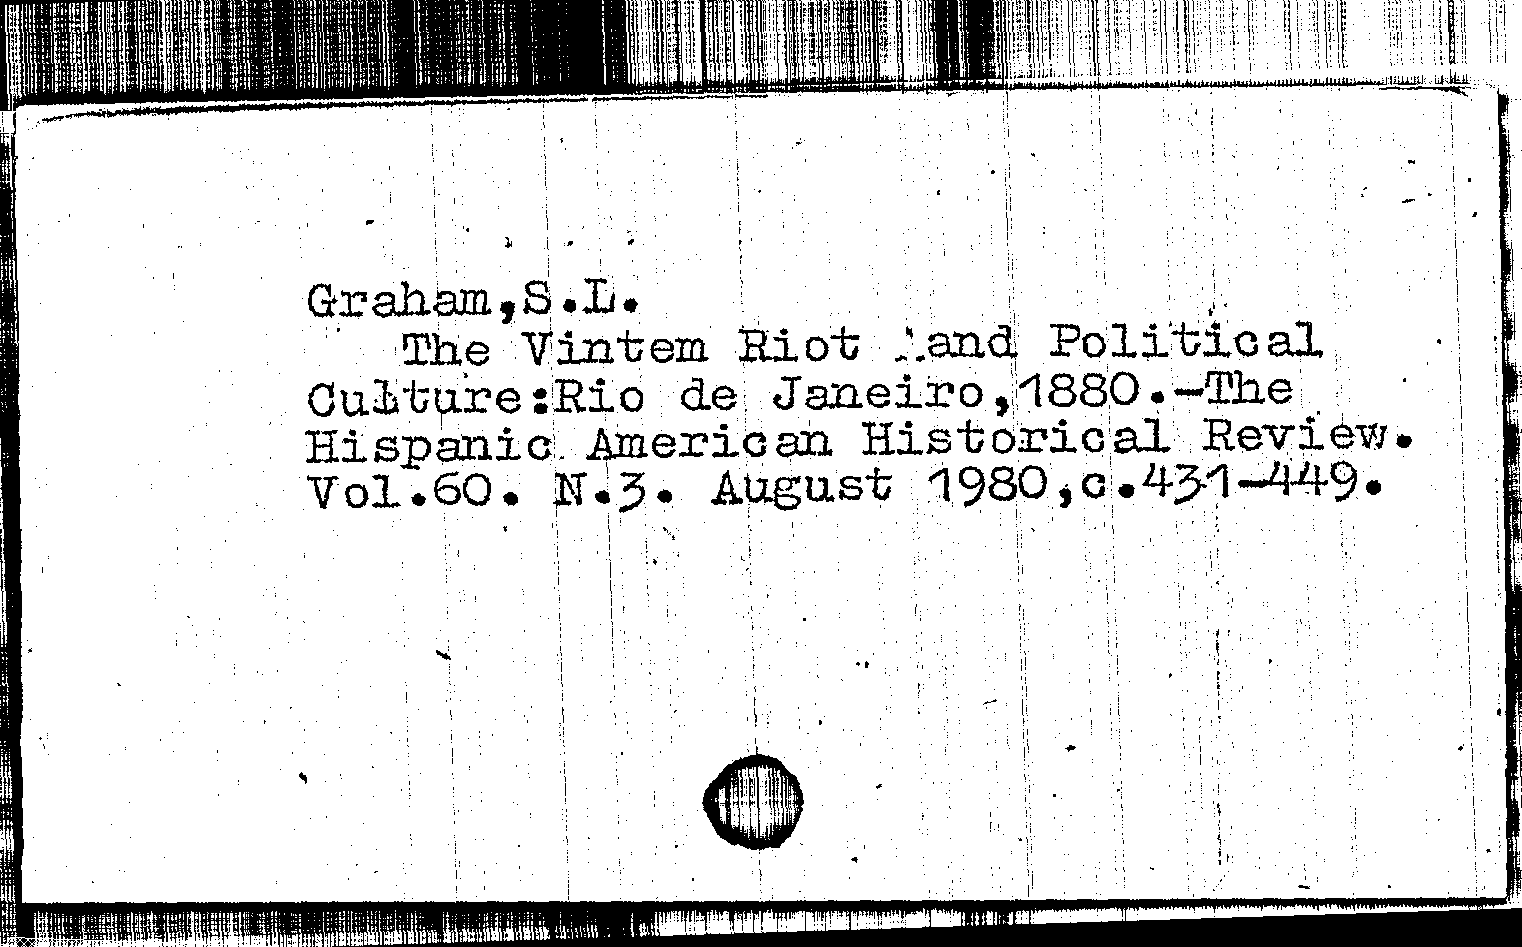 Graham,S.L.
The Vintem Riot and Political
Culture:Rio de Janeiro,1880.-The
Hispanic American Historical Review.
Vol.60. N.3. August 1980,c.431-449.